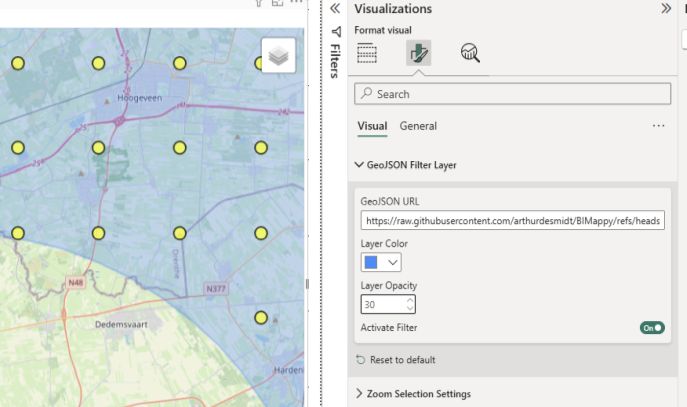 Hoogeveen
Drenthe
N48
N377
Dedemsvaart
Harden
Filters
Visualizations
Format visual
Search
Visual General
GeoJSON Filter Layer
GeoJSON URL
https://raw.githubusercontent.com/arthurdesmidt/BIMappy/refs/heads
Layer Color
Layer Opacity
30
Activate Filter
On
Reset to default
Zoom Selection Settings